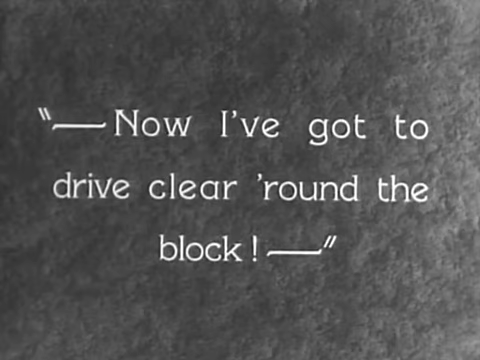 "—Now I've got to
drive clear 'round the
block!—"